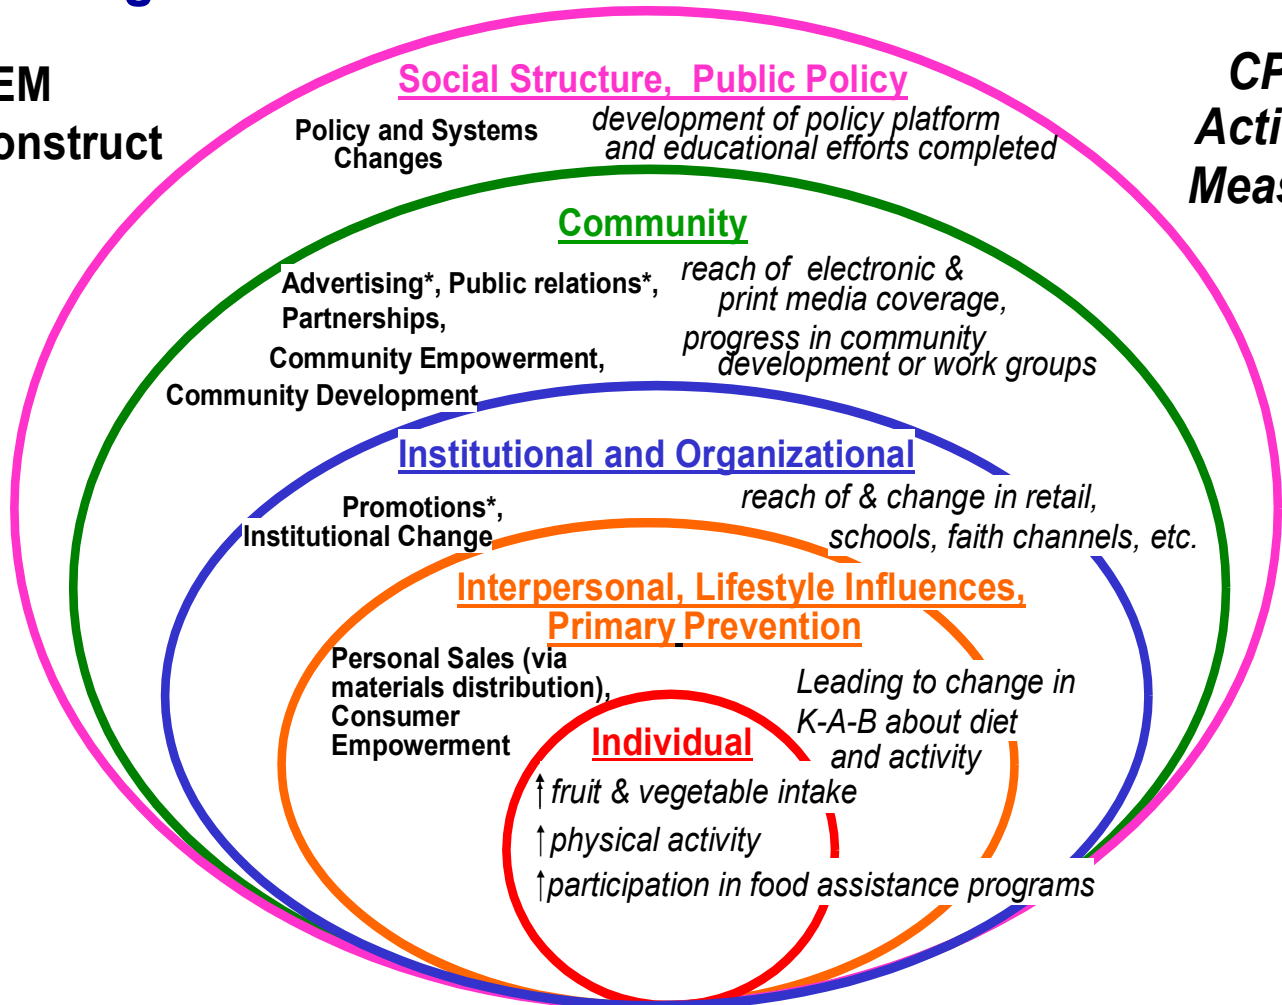 EM
onstruct
CP
Acti
Meas
Social Structure, Public Policy
Policy and Systems
Changes
development of policy platform
and educational efforts completed
Community
Advertising*, Public relations*,
Partnerships,
Community Empowerment,
Community Development
reach of electronic &
print media coverage,
progress in community
development or work groups
Institutional and Organizational
Promotions*,
Institutional Change
reach of & change in retail,
schools, faith channels, etc.
Interpersonal, Lifestyle Influences,
Primary Prevention
Personal Sales (via
materials distribution),
Consumer
Empowerment
Leading to change in
K-A-B about diet
and activity
Individual
↑ fruit & vegetable intake
↑ physical activity
↑ participation in food assistance programs